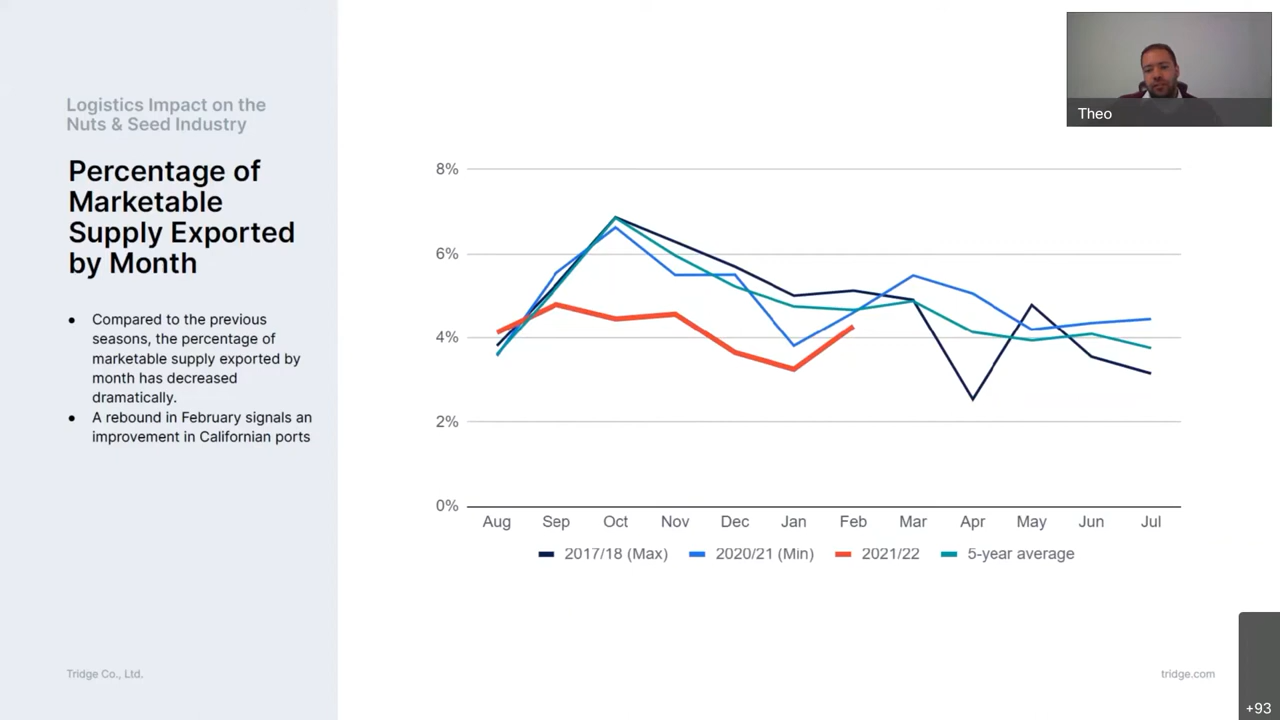 Logistics Impact on the
Nuts & Seed Industry
Percentage of
Marketable
Supply Exported
by Month
● Compared to the previous
seasons, the percentage of
marketable supply exported by
month has decreased
dramatically.
● A rebound in February signals an
improvement in Californian ports
Tridge Co., Ltd.
Theo
8%
6%
4%
2%
0%
Aug Sep Oct Nov Dec Jan Feb Mar Apr May Jun Jul
2017/18 (Max) 2020/21 (Min) 2021/22 5-year average
tridge.com
+93